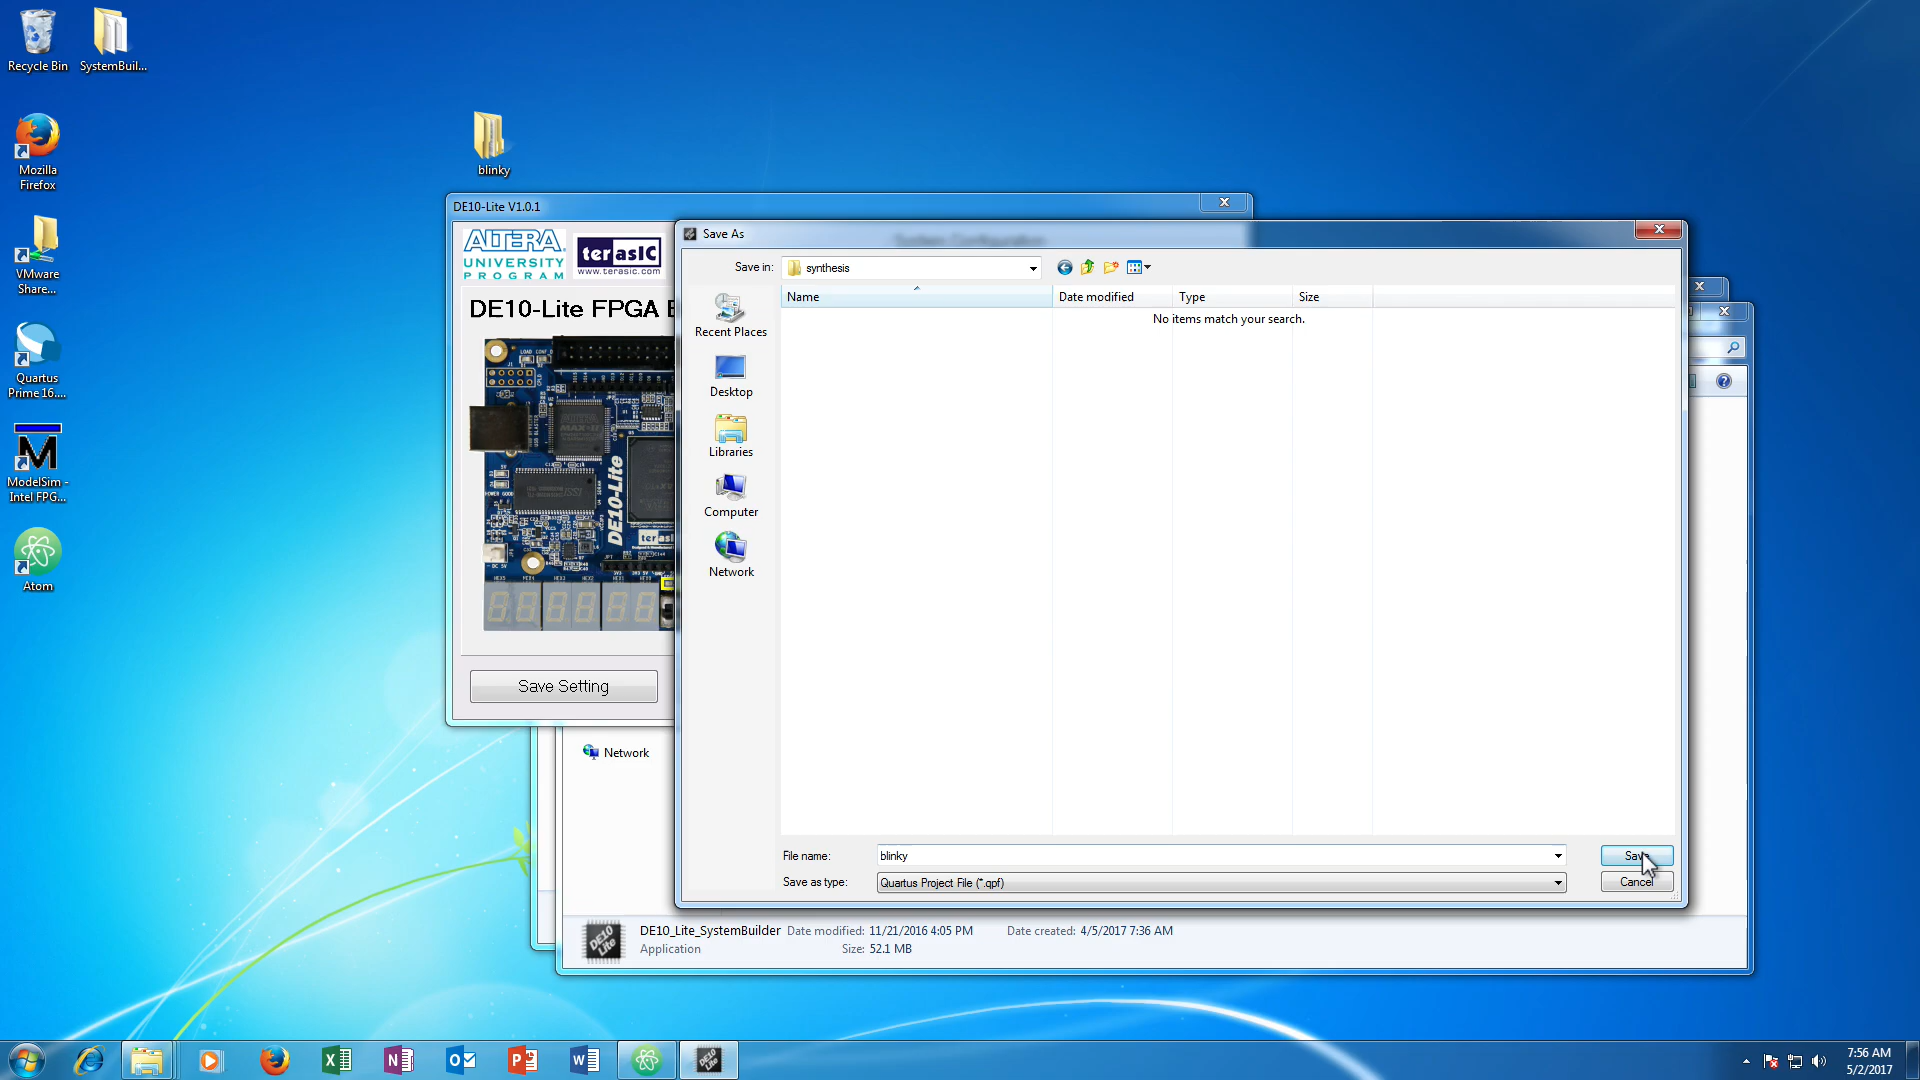 Recycle Bin
SystemBuil...
Mozilla
Firefox
VMware
Share...
Quartus
Prime 16....
ModelSim -
Intel FPG...
Atom
blinky
DE10-Lite V1.0.1
ALTERA
UNIVERSITY
PROGRAM
terasIC
www.terasic.com
DE10-Lite FPGA
DE10-Lite
Save Setting
Network
Save As
System Configuration
Save in:
synthesis
Name
Date modified
Type
Size
No items match your search.
Recent Places
Desktop
Libraries
Computer
Network
File name:
blinky
Save
Save as type:
Quartus Project File (*.qpf)
Cancel
DE10_Lite_SystemBuilder
Date modified: 11/21/2016 4:05 PM
Date created: 4/5/2017 7:36 AM
Application
Size: 52.1 MB
7:56 AM
5/2/2017